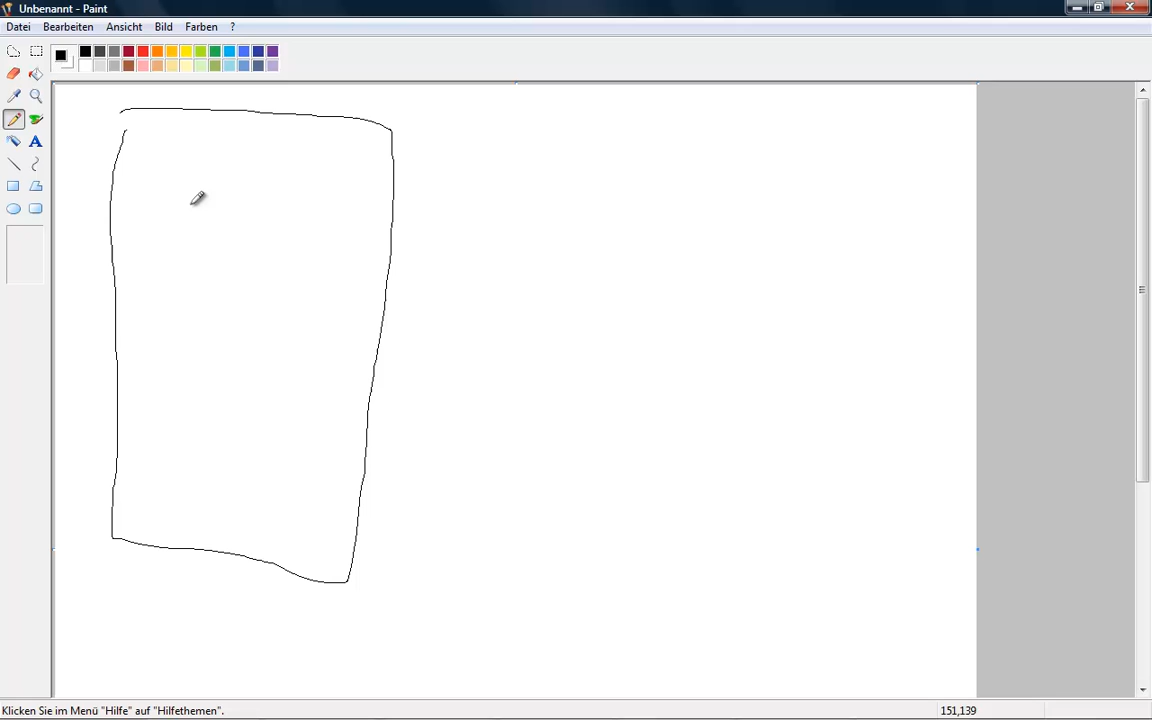 Unbenannt - Paint
Datei Bearbeiten Ansicht Bild Farben ?
A
Klicken Sie im Menü "Hilfe" auf "Hilfethemen".
151,139